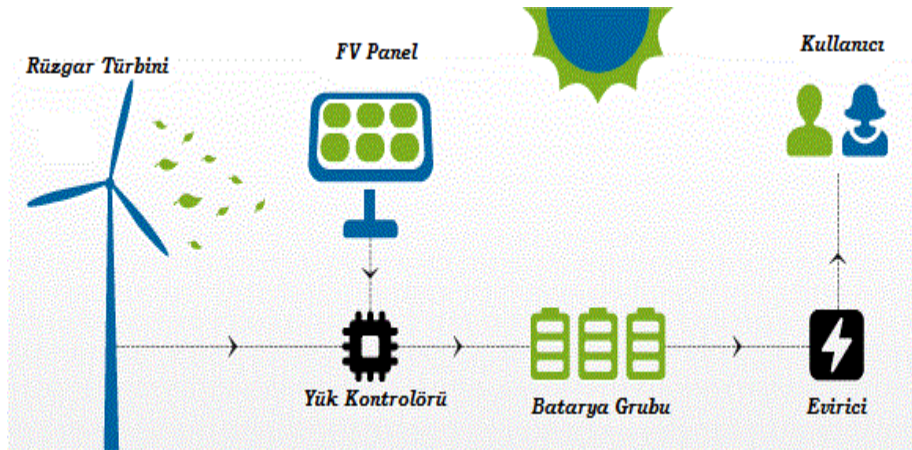 Rüzgar Türbini
FV Panel
Kullanıcı
Yük Kontrolörü
Batarya Grubu
Evirici